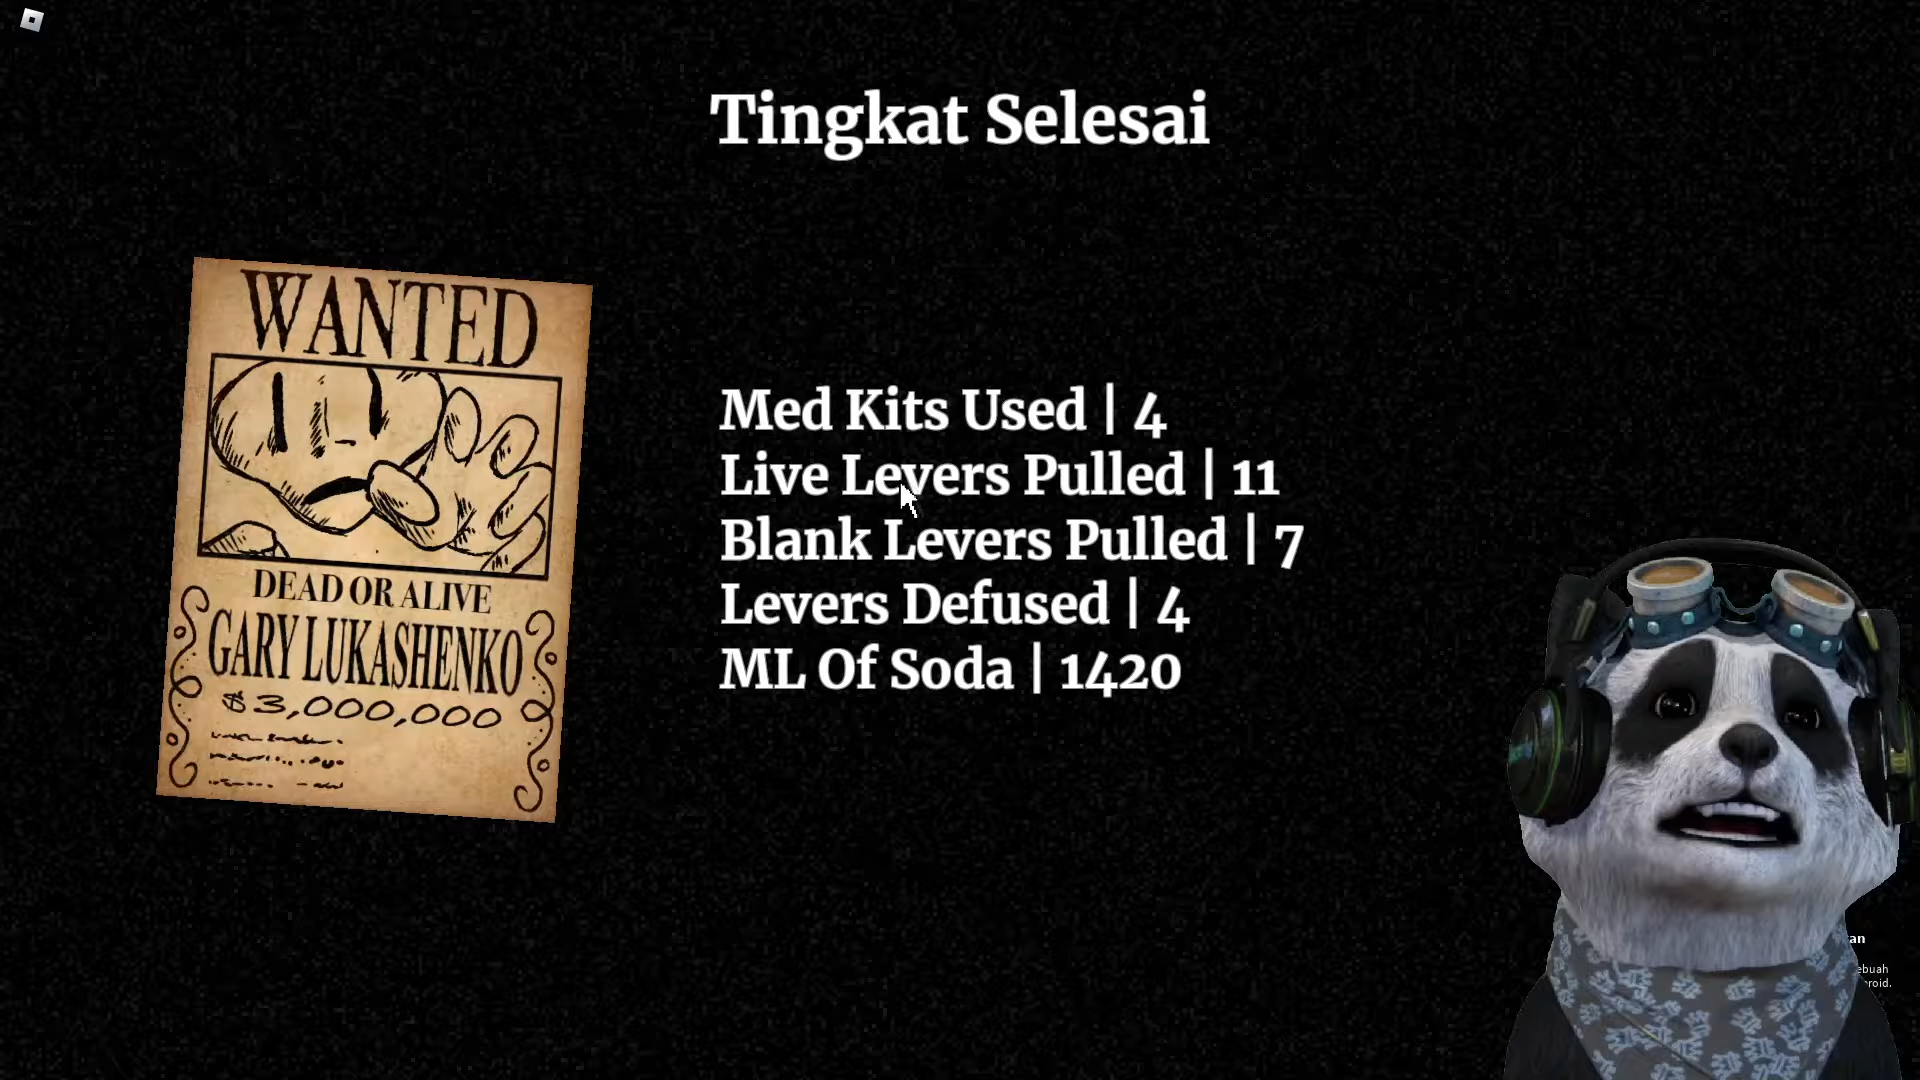 Tingkat Selesai
WANTED
DEAD OR ALIVE
GARY LUKASHENKO
$3,000,000
Med Kits Used | 4
Live Levers Pulled | 11
Blank Levers Pulled | 7
Levers Defused | 4
ML Of Soda | 1420